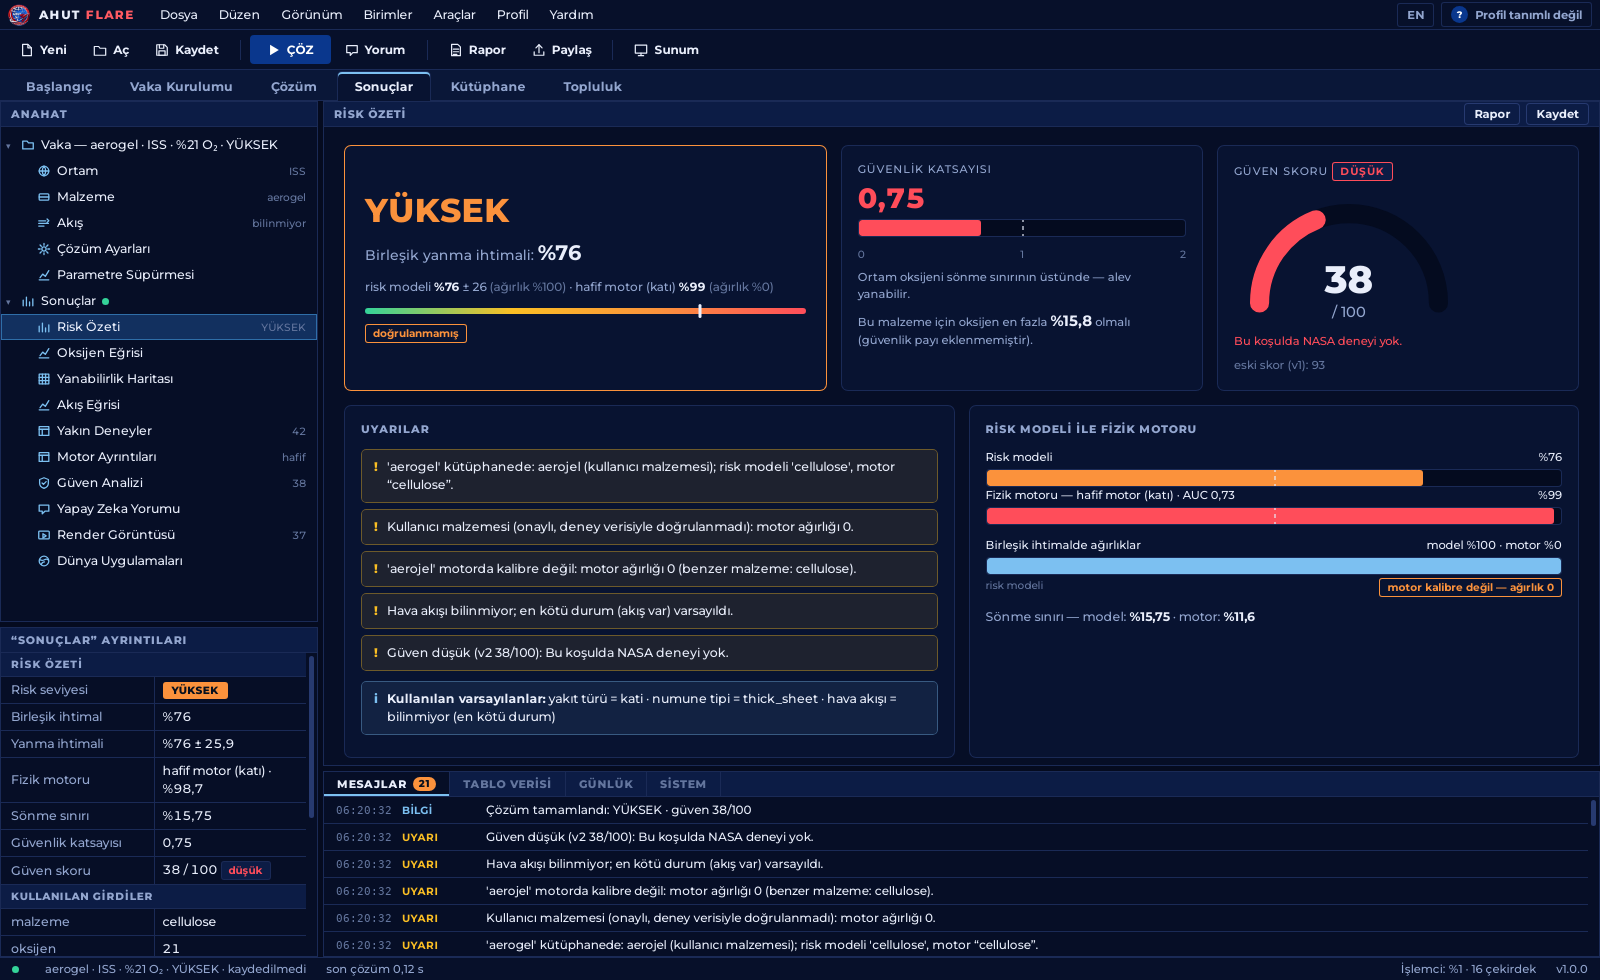 AHUT FLARE Dosya Düzen Görünüm Birimler Araçlar Profil Yardım EN ? Profil tanımlı değil
Yeni Aç Kaydet ÇÖZ Yorum Rapor Paylaş Sunum
Başlangıç Vaka Kurulumu Çözüm Sonuçlar Kütüphane Topluluk
ANAHAT
Vaka — aerogel · ISS · %21 O₂ · YÜKSEK
Ortam ISS
Malzeme aerogel
Akış bilinmiyor
Çözüm Ayarları
Parametre Süpürmesi
Sonuçlar
Risk Özeti YÜKSEK
Oksijen Eğrisi
Yanabilirlik Haritası
Akış Eğrisi
Yakın Deneyler 42
Motor Ayrıntıları hafif
Güven Analizi 38
Yapay Zeka Yorumu
Render Görüntüsü 37
Dünya Uygulamaları
“SONUÇLAR” AYRINTILARI
RİSK ÖZETİ
Risk seviyesi YÜKSEK
Birleşik ihtimal %76
Yanma ihtimali %76 ± 25,9
Fizik motoru hafif motor (katı) ·
%98,7
Sönme sınırı %15,75
Güvenlik katsayısı 0,75
Güven skoru 38 / 100 düşük
KULLANILAN GİRDİLER
malzeme cellulose
oksijen 21
RİSK ÖZETİ Rapor Kaydet
YÜKSEK
Birleşik yanma ihtimali: %76
risk modeli %76 ± 26 (ağırlık %100) · hafif motor (katı) %99 (ağırlık %0)
doğrulanmamış
GÜVENLİK KATSAYISI
0,75
0 1 2
Ortam oksijeni sönme sınırının üstünde — alev
yanabilir.
Bu malzeme için oksijen en fazla %15,8 olmalı
(güvenlik payı eklenmemiştir).
GÜVEN SKORU DÜŞÜK
38
/ 100
Bu koşulda NASA deneyi yok.
eski skor (v1): 93
UYARILAR
! 'aerogel' kütüphanede: aerojel (kullanıcı malzemesi); risk modeli 'cellulose', motor
“cellulose”.
! Kullanıcı malzemesi (onaylı, deney verisiyle doğrulanmadı): motor ağırlığı 0.
! 'aerojel' motorda kalibre değil: motor ağırlığı 0 (benzer malzeme: cellulose).
! Hava akışı bilinmiyor; en kötü durum (akış var) varsayıldı.
! Güven düşük (v2 38/100): Bu koşulda NASA deneyi yok.
i Kullanılan varsayılanlar: yakıt türü = kati · numune tipi = thick_sheet · hava akışı =
bilinmiyor (en kötü durum)
RİSK MODELİ İLE FİZİK MOTORU
Risk modeli %76
Fizik motoru — hafif motor (katı) · AUC 0,73 %99
Birleşik ihtimalde ağırlıklar model %100 · motor %0
risk modeli motor kalibre değil — ağırlık 0
Sönme sınırı — model: %15,75 · motor: %11,6
MESAJLAR 21 TABLO VERİSİ GÜNLÜK SİSTEM
06:20:32 BİLGİ Çözüm tamamlandı: YÜKSEK · güven 38/100
06:20:32 UYARI Güven düşük (v2 38/100): Bu koşulda NASA deneyi yok.
06:20:32 UYARI Hava akışı bilinmiyor; en kötü durum (akış var) varsayıldı.
06:20:32 UYARI 'aerojel' motorda kalibre değil: motor ağırlığı 0 (benzer malzeme: cellulose).
06:20:32 UYARI Kullanıcı malzemesi (onaylı, deney verisiyle doğrulanmadı): motor ağırlığı 0.
06:20:32 UYARI 'aerogel' kütüphanede: aerojel (kullanıcı malzemesi); risk modeli 'cellulose', motor “cellulose”.
aerogel · ISS · %21 O₂ · YÜKSEK · kaydedilmedi son çözüm 0,12 s İşlemci: %1 · 16 çekirdek v1.0.0